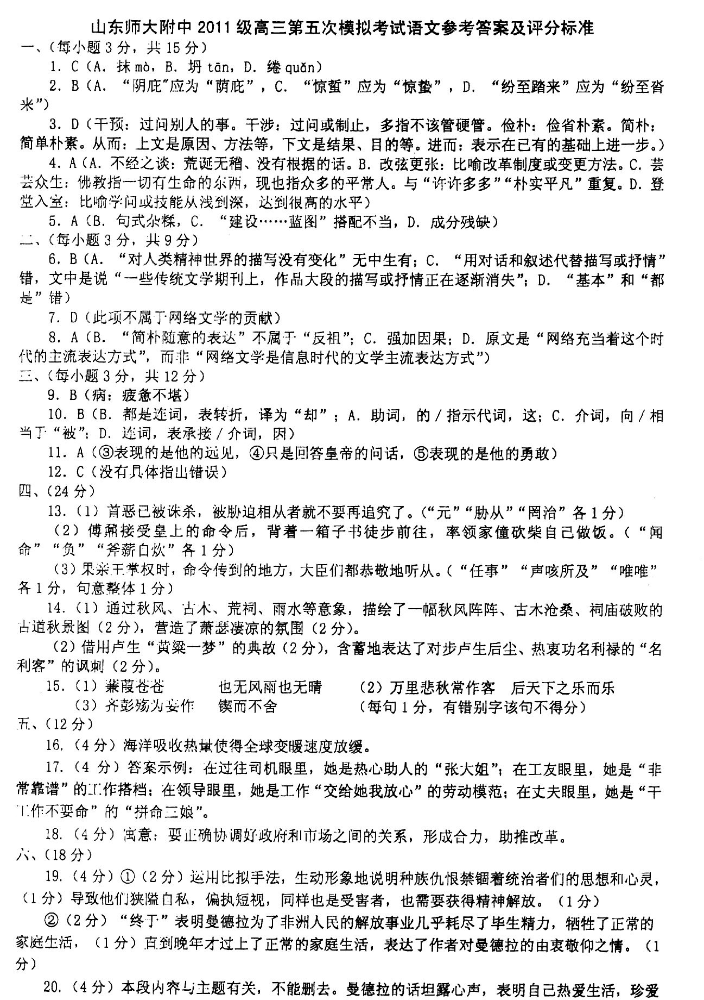 山东师大附中 2011 级高三第五次模拟考试语文参考答案及评分标准
一、（每小题 3 分，共 15 分）
1．C（A．抹 mò，B．坍 tān，D．绻 quǎn）
2．B（A．“阴庇”应为“荫庇”，C．“惊蜇”应为“惊蛰”，D．“纷至踏来”应为“纷至沓
米”）
3．D（干预：过问别人的事。干涉：过问或制止，多指不该管硬管。俭朴：俭省朴素。简朴：
简单朴素。从而：上文是原因、方法等，下文是结果、目的等。进而：表示在已有的基础上进一步。）
4．A（A．不经之谈：荒诞无稽、没有根据的话。B．改弦更张：比喻改革制度或变更方法。C．芸
芸众生：佛教指一切有生命的东西，现也指众多的平常人。与“许许多多”“朴实平凡”重复。D．登
堂入室：比喻学问或技能从浅到深，达到很高的水平）
5．A（B．句式杂糅，C．“建设……蓝图”搭配不当，D．成分残缺）
二、（每小题 3 分，共 9 分）
6．B（A．“对人类精神世界的描写没有变化”无中生有；C．“用对话和叙述代替描写或抒情”
错，文中是说“一些传统文学期刊上，作品大段的描写或抒情正在逐渐消失”；D．“基本”和“都
是”错）
7．D（此项不属于网络文学的贡献）
8．A（B．“简朴随意的表达”不属于“反祖”；C．强加因果；D．原文是“网络充当着这个时
代的主流表达方式”，而非“网络文学是信息时代的文学主流表达方式”）
三、（每小题 3 分，共 12 分）
9．B（病：疲惫不堪）
10．B（B．都是连词，表转折，译为“却”；A．助词，的／指示代词，这；C．介词，向／相
当于“被”；D．连词，表承接／介词，因）
11．A（③表现的是他的远见，④只是回答皇帝的问话，⑤表现的是他的勇敢）
12．C（没有具体指出错误）
四、（24 分）
13．（1）首恶已被诛杀，被胁迫相从者就不要再追究了。（“元”“胁从”“罔治”各 1 分）
（2）傅鼐接受皇上的命令后，背着一箱子书徒步前往，率领家僮砍柴自己做饭。（“闻
命”“负”“斧薪自炊”各 1 分）
（3）果亲王掌权时，命令传到的地方，大臣们都恭敬地听从。（“任事”“声咳所及”“唯唯”
各 1 分，句意整体 1 分）
14．（1）通过秋风、古木、荒祠、雨水等意象，描绘了一幅秋风阵阵、古木沧桑、祠庙破败的
古道秋景图（2 分），营造了萧瑟凄凉的氛围（2 分）。
（2）借用卢生“黄粱一梦”的典故（2 分），含蓄地表达了对步卢生后尘、热衷功名利禄的“名
利客”的讽刺（2 分）。
15．（1）蒹葭苍苍　也无风雨也无晴　（2）万里悲秋常作客　后天下之乐而乐
（3）齐彭殇为妄作　锲而不舍　（每句 1 分，有错别字该句不得分）
五、（12 分）
16．（4 分）海洋吸收热量使得全球变暖速度放缓。
17．（4 分）答案示例：在过往司机眼里，她是热心助人的“张大姐”；在工友眼里，她是“非
常靠谱”的工作搭档；在领导眼里，她是工作“交给她我放心”的劳动模范；在丈夫眼里，她是“干
工作不要命”的“拼命三娘”。
18．（4 分）寓意：要正确协调好政府和市场之间的关系，形成合力，助推改革。
六、（18 分）
19．（4 分）①（2 分）运用比拟手法，生动形象地说明种族仇恨禁锢着统治者们的思想和心灵，
（1 分）导致他们狭隘自私，偏执短视，同样也是受害者，也需要获得精神解放。（1 分）
②（2 分）“终于”表明曼德拉为了非洲人民的解放事业几乎耗尽了毕生精力，牺牲了正常的
家庭生活，（1 分）直到晚年才过上了正常的家庭生活，表达了作者对曼德拉的由衷敬仰之情。（1
分）
20．（4 分）本段内容与主题有关，不能删去。曼德拉的话坦露心声，表明自己热爱生活，珍爱